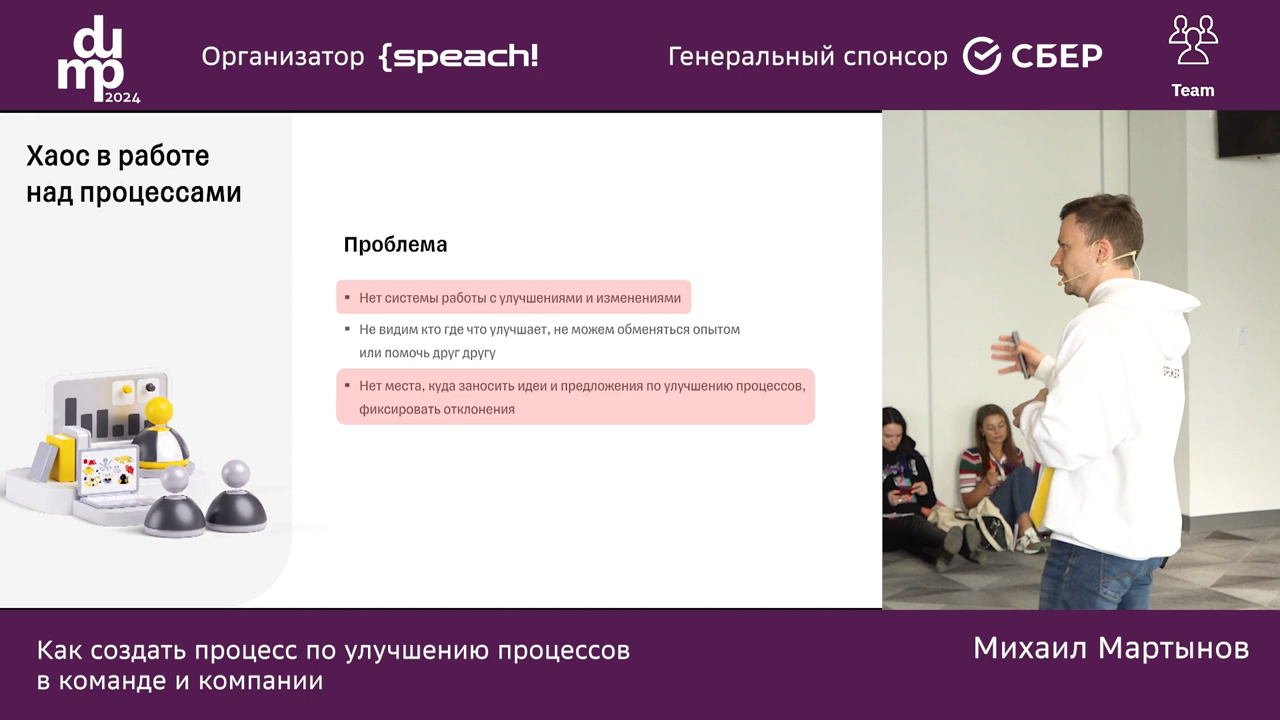 dump
2024
Организатор {speach!
Генеральный спонсор СБЕР
Team
Хаос в работе
над процессами
Проблема
▪ Нет системы работы с улучшениями и изменениями
▪ Не видим кто где что улучшает, не можем обменяться опытом
или помочь друг другу
▪ Нет места, куда заносить идеи и предложения по улучшению процессов,
фиксировать отклонения
SPEAKER
Как создать процесс по улучшению процессов
в команде и компании
Михаил Мартынов